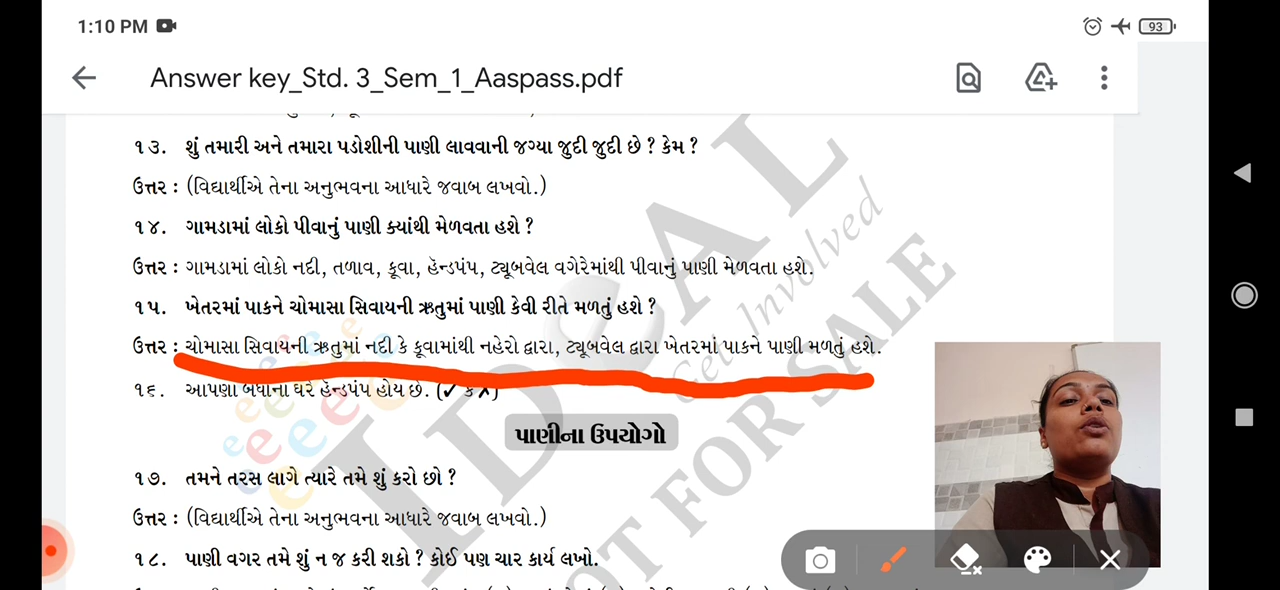 1:10 PM
93
Answer key_Std. 3_Sem_1_Aaspass.pdf
૧૩. શું તમારી અને તમારા પડોશીની પાણી લાવવાની જગ્યા જુદી જુદી છે ? કેમ ?
ઉત્તર : (વિદ્યાર્થીએ તેના અનુભવના આધારે જવાબ લખવો.)
૧૪. ગામડામાં લોકો પીવાનું પાણી ક્યાંથી મેળવતા હશે ?
ઉત્તર : ગામડામાં લોકો નદી, તળાવ, કૂવા, હૅન્ડપંપ, ટ્યૂબવેલ વગેરેમાંથી પીવાનું પાણી મેળવતા હશે.
૧૫. ખેતરમાં પાકને ચોમાસા સિવાયની ઋતુમાં પાણી કેવી રીતે મળતું હશે ?
ઉત્તર : ચોમાસા સિવાયની ઋતુમાં નદી કે કૂવામાંથી નહેરો દ્વારા, ટ્યૂબવેલ દ્વારા ખેતરમાં પાકને પાણી મળતું હશે.
૧૬. આપણા બધાના ઘરે હૅન્ડપંપ હોય છે. (✓ કે ✗)
પાણીના ઉપયોગો
૧૭. તમને તરસ લાગે ત્યારે તમે શું કરો છો ?
ઉત્તર : (વિદ્યાર્થીએ તેના અનુભવના આધારે જવાબ લખવો.)
૧૮. પાણી વગર તમે શું ન જ કરી શકો ? કોઈ પણ ચાર કાર્ય લખો.
IDEAL
Get Involved
NOT FOR SALE